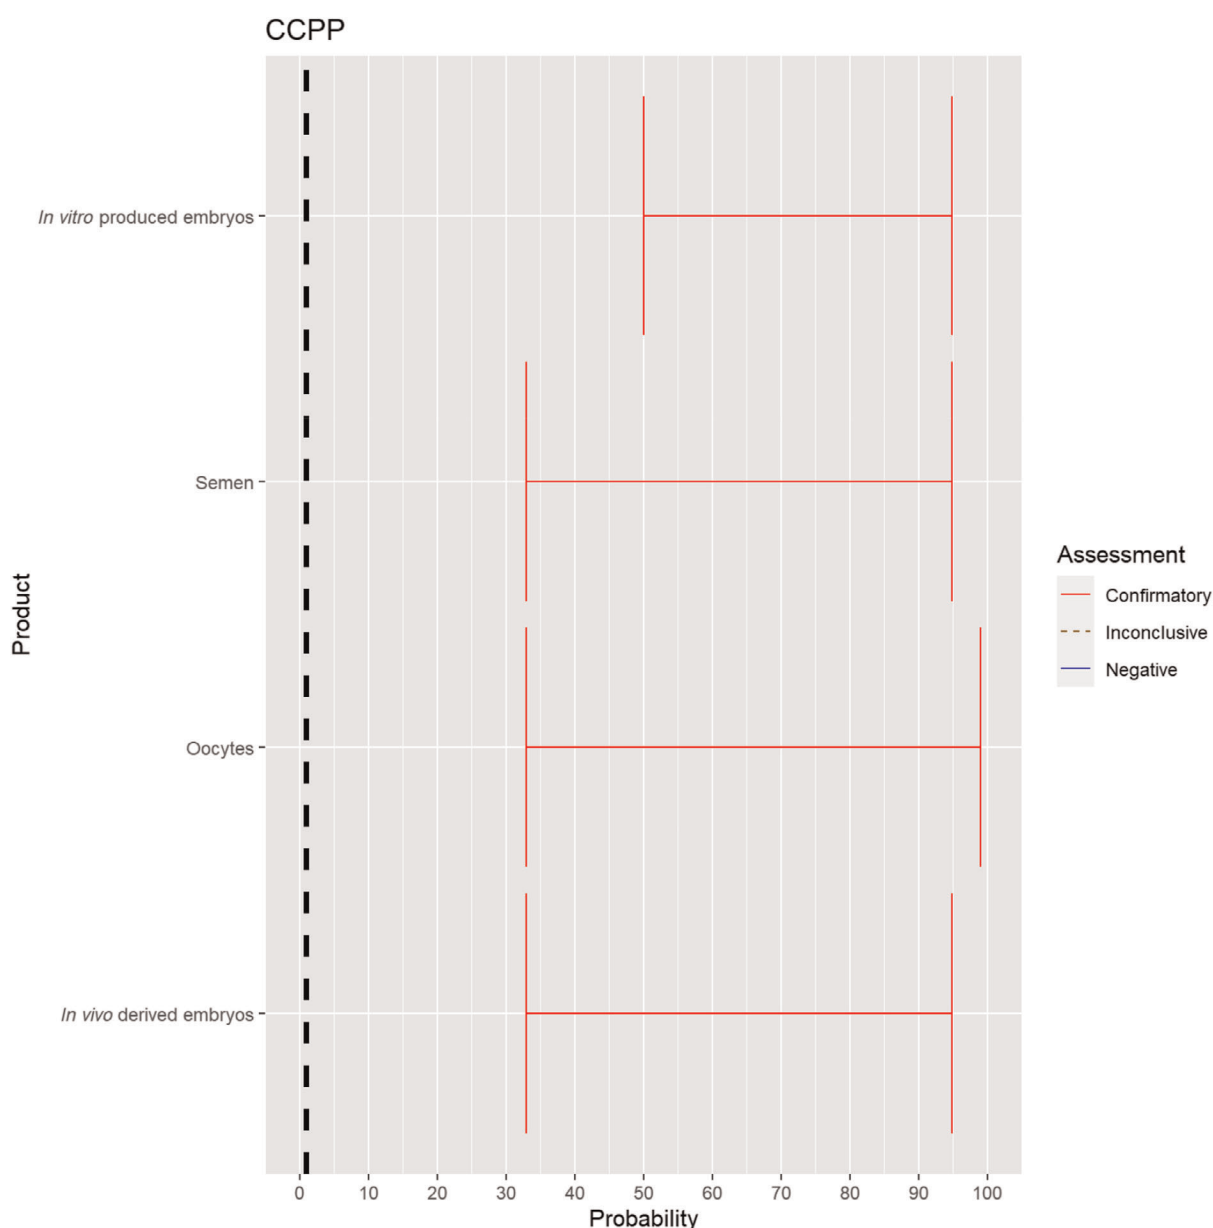 CCPP
In vitro produced embryos
Semen
Oocytes
In vivo derived embryos
Product
0 10 20 30 40 50 60 70 80 90 100
Probability
Assessment
Confirmatory
Inconclusive
Negative